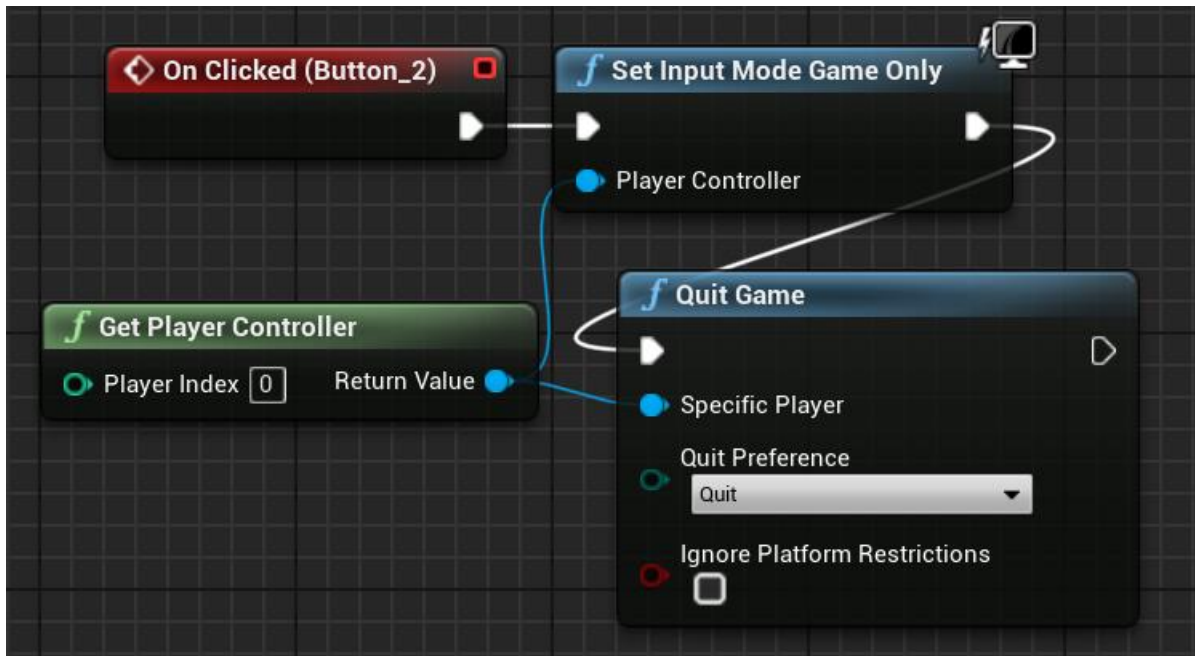 On Clicked (Button_2)
f Set Input Mode Game Only
Player Controller
f Get Player Controller
Player Index 0 Return Value
f Quit Game
Specific Player
Quit Preference
Quit
Ignore Platform Restrictions